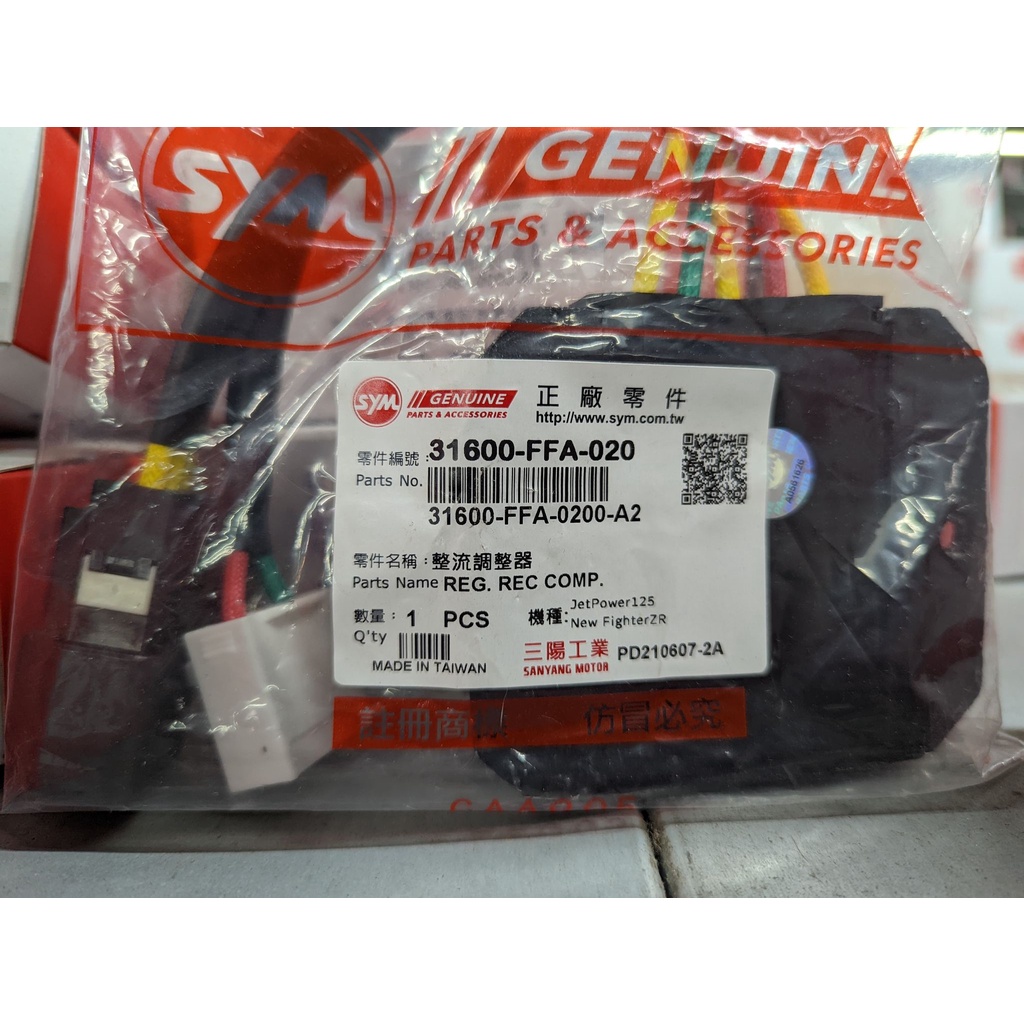 SYM // GENUINE
PARTS & ACCESSORIES
SYM // GENUINE 正廠零件
PARTS & ACCESSORIES http://www.sym.com.tw
零件編號：31600-FFA-020
Parts No.
31600-FFA-0200-A2
A0561020
零件名稱：整流調整器
Parts Name REG. REC COMP.
數量：1 PCS 機種：JetPower125
Q'ty New FighterZR
MADE IN TAIWAN 三陽工業 PD210607-2A
SANYANG MOTOR
註冊商標 仿冒必究